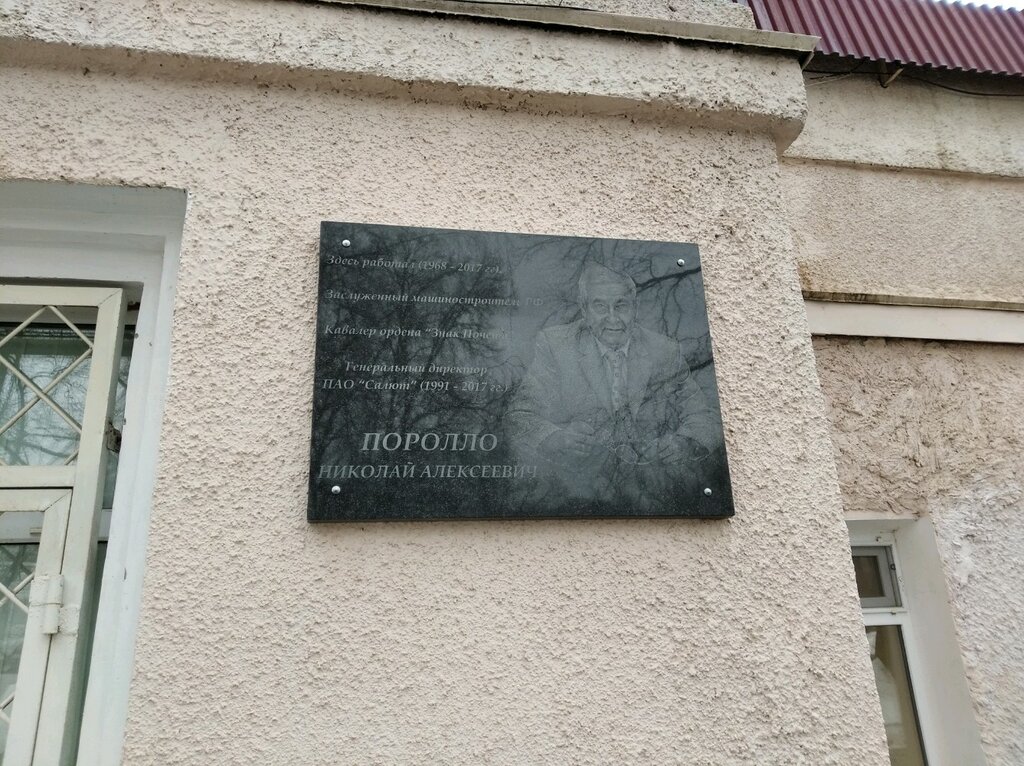 Здесь работал (1968 - 2017 гг).
Заслуженный машиностроитель РФ
Кавалер ордена "Знак Почета"
Генеральный директор
ПАО "Салют" (1991 - 2017 гг.)
ПОРОЛЛО
НИКОЛАЙ АЛЕКСЕЕВИЧ